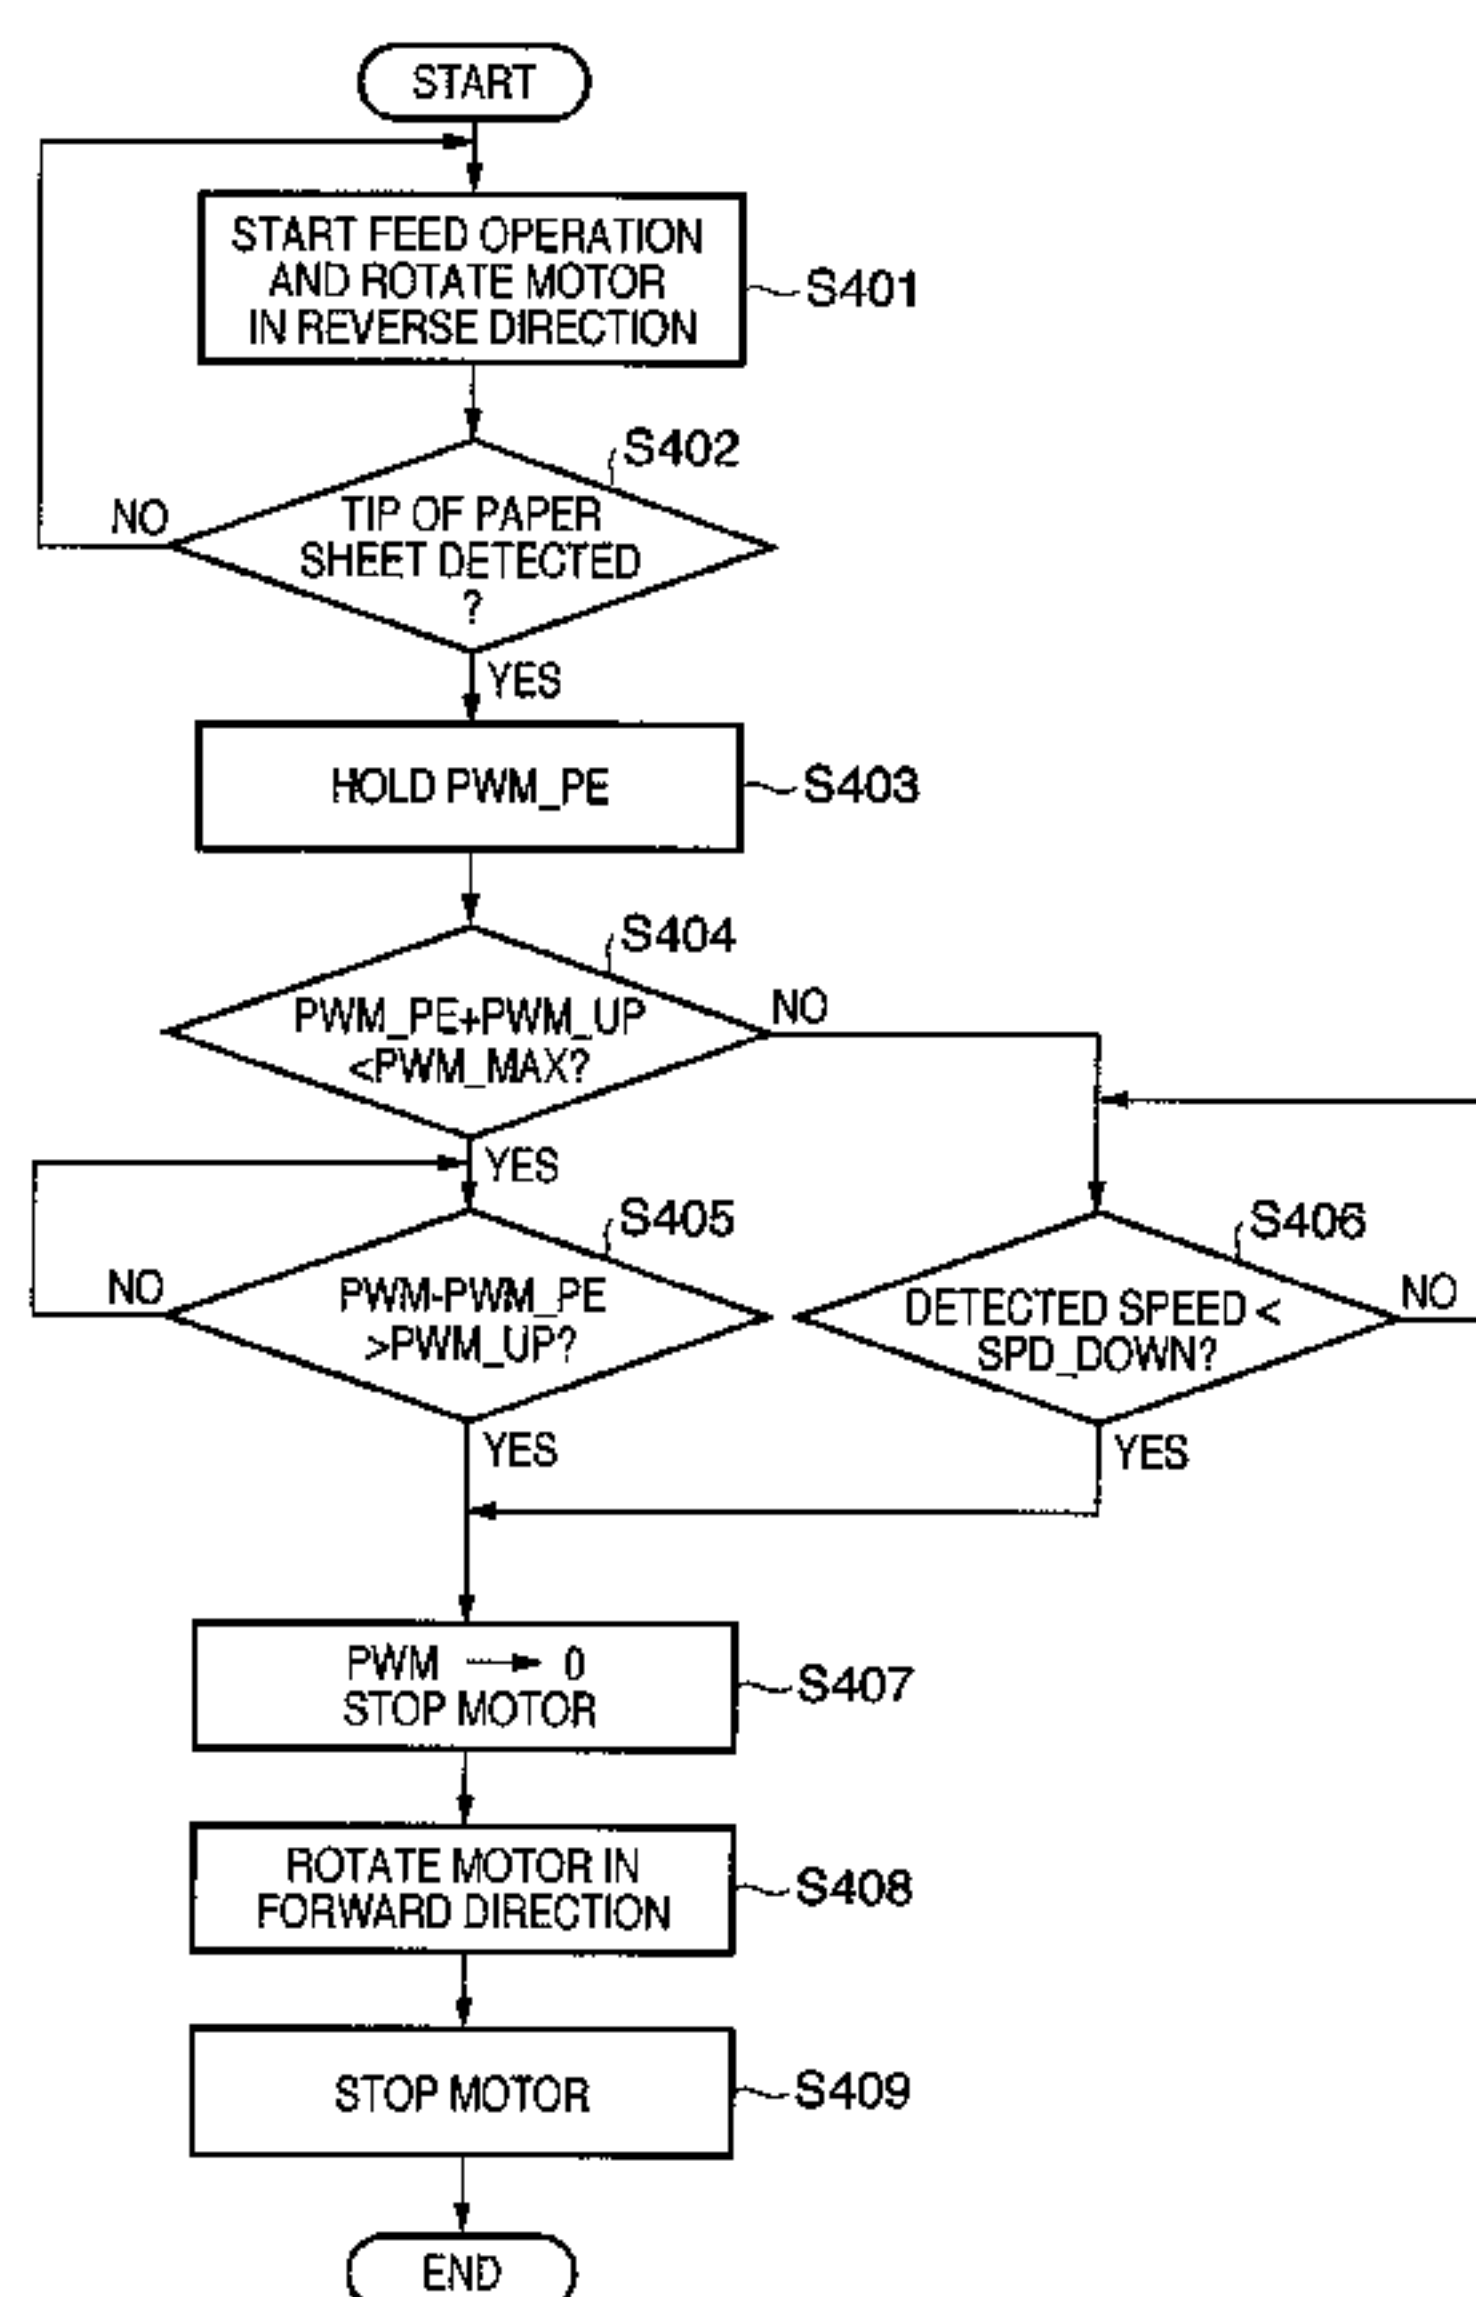 START
START FEED OPERATION
AND ROTATE MOTOR
IN REVERSE DIRECTION
S401
S402
TIP OF PAPER
SHEET DETECTED
?
NO
YES
HOLD PWM_PE
S403
S404
PWM_PE+PWM_UP
<PWM_MAX?
NO
YES
S405
PWM-PWM_PE
>PWM_UP?
NO
YES
S406
DETECTED SPEED <
SPD_DOWN?
NO
YES
PWM → 0
STOP MOTOR
S407
ROTATE MOTOR IN
FORWARD DIRECTION
S408
STOP MOTOR
S409
END